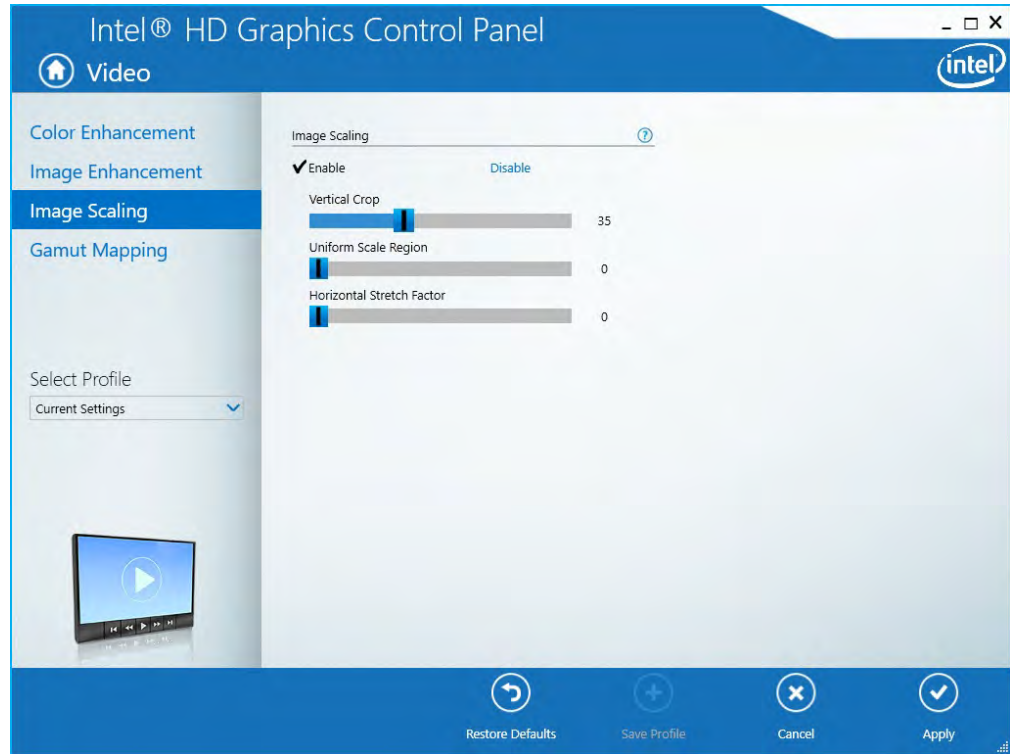 Intel® HD Graphics Control Panel
Video
intel
Color Enhancement
Image Enhancement
Image Scaling
Gamut Mapping
Select Profile
Current Settings
Image Scaling
Enable Disable
Vertical Crop
35
Uniform Scale Region
0
Horizontal Stretch Factor
0
Restore Defaults
Save Profile
Cancel
Apply